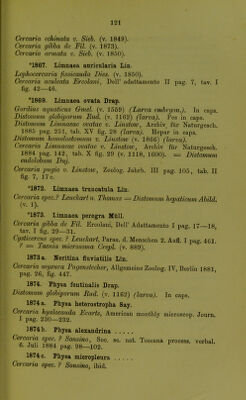 121
Cercaria echinata v. Sieb. (v. 1849).
Cercaria gibba de Fil. (v. 1873).
Cercaria armata v. Sieb.
*1867. Limnaea auricularia Lin.
Lophocercaria fissicauda Dies. (v. 1850).
Cercaria aculeata Ercolani, Dell' adattamento II pag. 7, tav. I
fig. 42—46.
*1869. Limnaea ovata Drap.
Gordius aquaticus Gmel. (v. 1559) (Larva embryon.). In caps.
Distomum globiporum Rud. (v. 1162) (larva). Pes in caps.
Distomum Limnaeae ovatae v. Linstow, Archiv für Naturgesch.
1885 pag. 251, tab. XV fig. 28 (larva). Hepar in caps.
Distomum homolostomum v. Linstow (v. 1866) (larva).
Cercaria Limnaeae ovatae v. Linstow, Archiv für Naturgesch.
1884 pag. 142, tab. X fig. 29 (v. 1118, 1600). = Distomum
endolobum Duj.
Cercaria pugio v. Linstow, Zoolog. Jahrb. III pag. 105, tab. II
fig. 7, 17 c.
*1872. Limnaea truncatula Lin.
Cercaria spec.? Leuckart u. Thomas = Distomum hepaticum Abild.
(v. 1).
*1873. Limnaea peregra Müll.
Cercaria gibba de Fil. Ercolani, Dell' Adattamento I pag. 17—18,
tav. I fig. 29—31.
Cysticercus spec. ? Leuckart, Paras. d. Menschen 2. Aufl. I pag. 461.
? = Taenia microsoma Crepl. (v. 889).
1873 a. Neritina fluviatilis Lin.
Cercaria neptunea Pagenstecher, Allgemeine Zoolog. IV, Berlin 1881,
pag. 26, fig. 447.
1874. Physa fontinalis Drap.
Distomum globiporum Rud. (v. 1162) (larva). In caps.
1874 a. Physa heterostropha Say.
Cercaria hyalocauda Ecarts, American monthly microscop. Journ.
I pag. 230—232.
1874 b. Physa alexandrina . . . . .
Cercaria spec. ? Sonsino, Soc. sc. nat. Toscana process. verbal.
6. Juli 1884 pag. 98—102.
1874 c. Physa micropleura . . . . .
Cercaria spec. ? Sonsino, ibid.